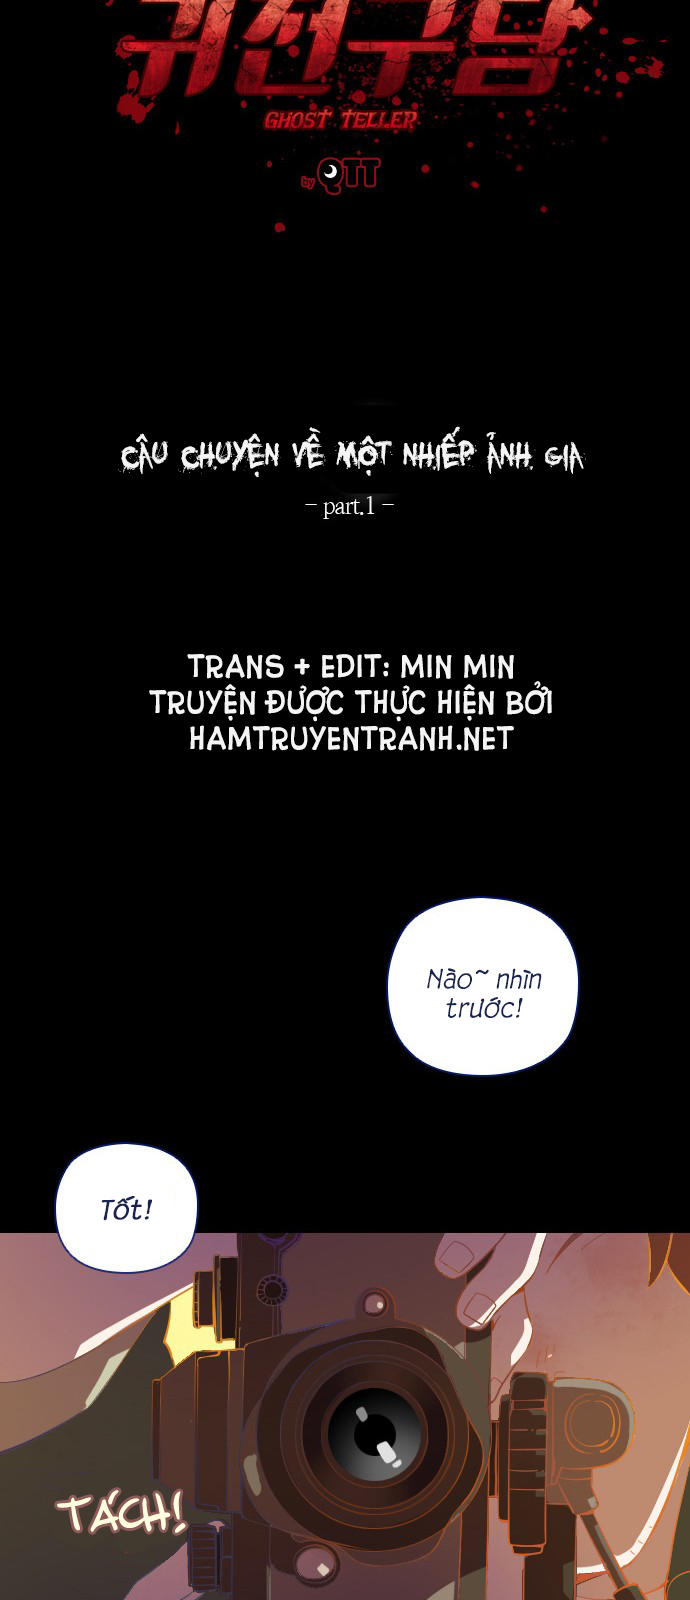 귀전구담
GHOST TELLER
by QTT
CÂU CHUYỆN VỀ MỘT NHIẾP ẢNH GIA
- part.1 -
TRANS + EDIT: MIN MIN
TRUYỆN ĐƯỢC THỰC HIỆN BỞI
HAMTRUYENTRANH.NET
Nào~ nhìn
trước!
Tốt!
TÁCH!